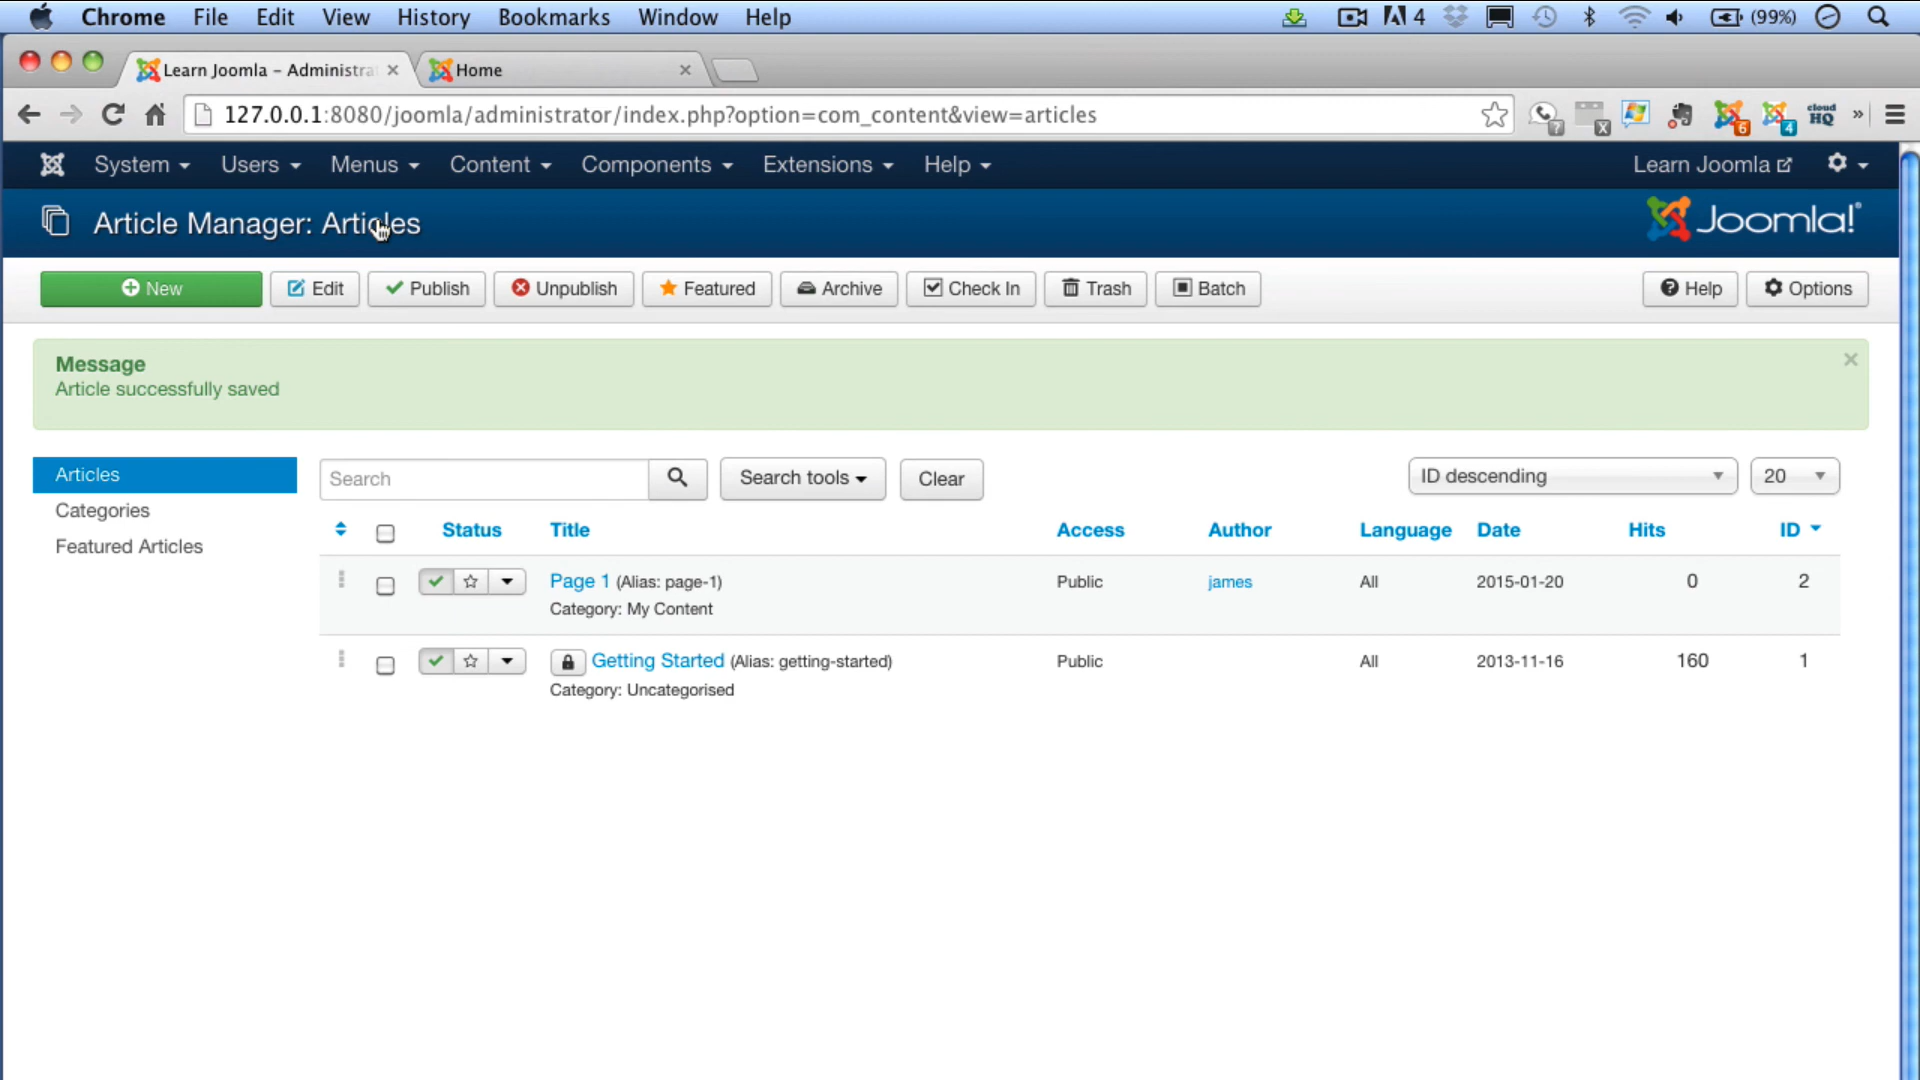 Chrome File Edit View History Bookmarks Window Help 4 (99%)
Learn Joomla - Administra Home
127.0.0.1:8080/joomla/administrator/index.php?option=com_content&view=articles ? X 6 4 cloud HQ »
System Users Menus Content Components Extensions Help Learn Joomla
Article Manager: Articles Joomla!®
New Edit Publish Unpublish Featured Archive Check In Trash Batch Help Options
Message
Article successfully saved
Articles
Categories
Featured Articles
Search Search tools Clear ID descending 20
Status Title Access Author Language Date Hits ID
Page 1 (Alias: page-1) Public james All 2015-01-20 0 2
Category: My Content
Getting Started (Alias: getting-started) Public All 2013-11-16 160 1
Category: Uncategorised